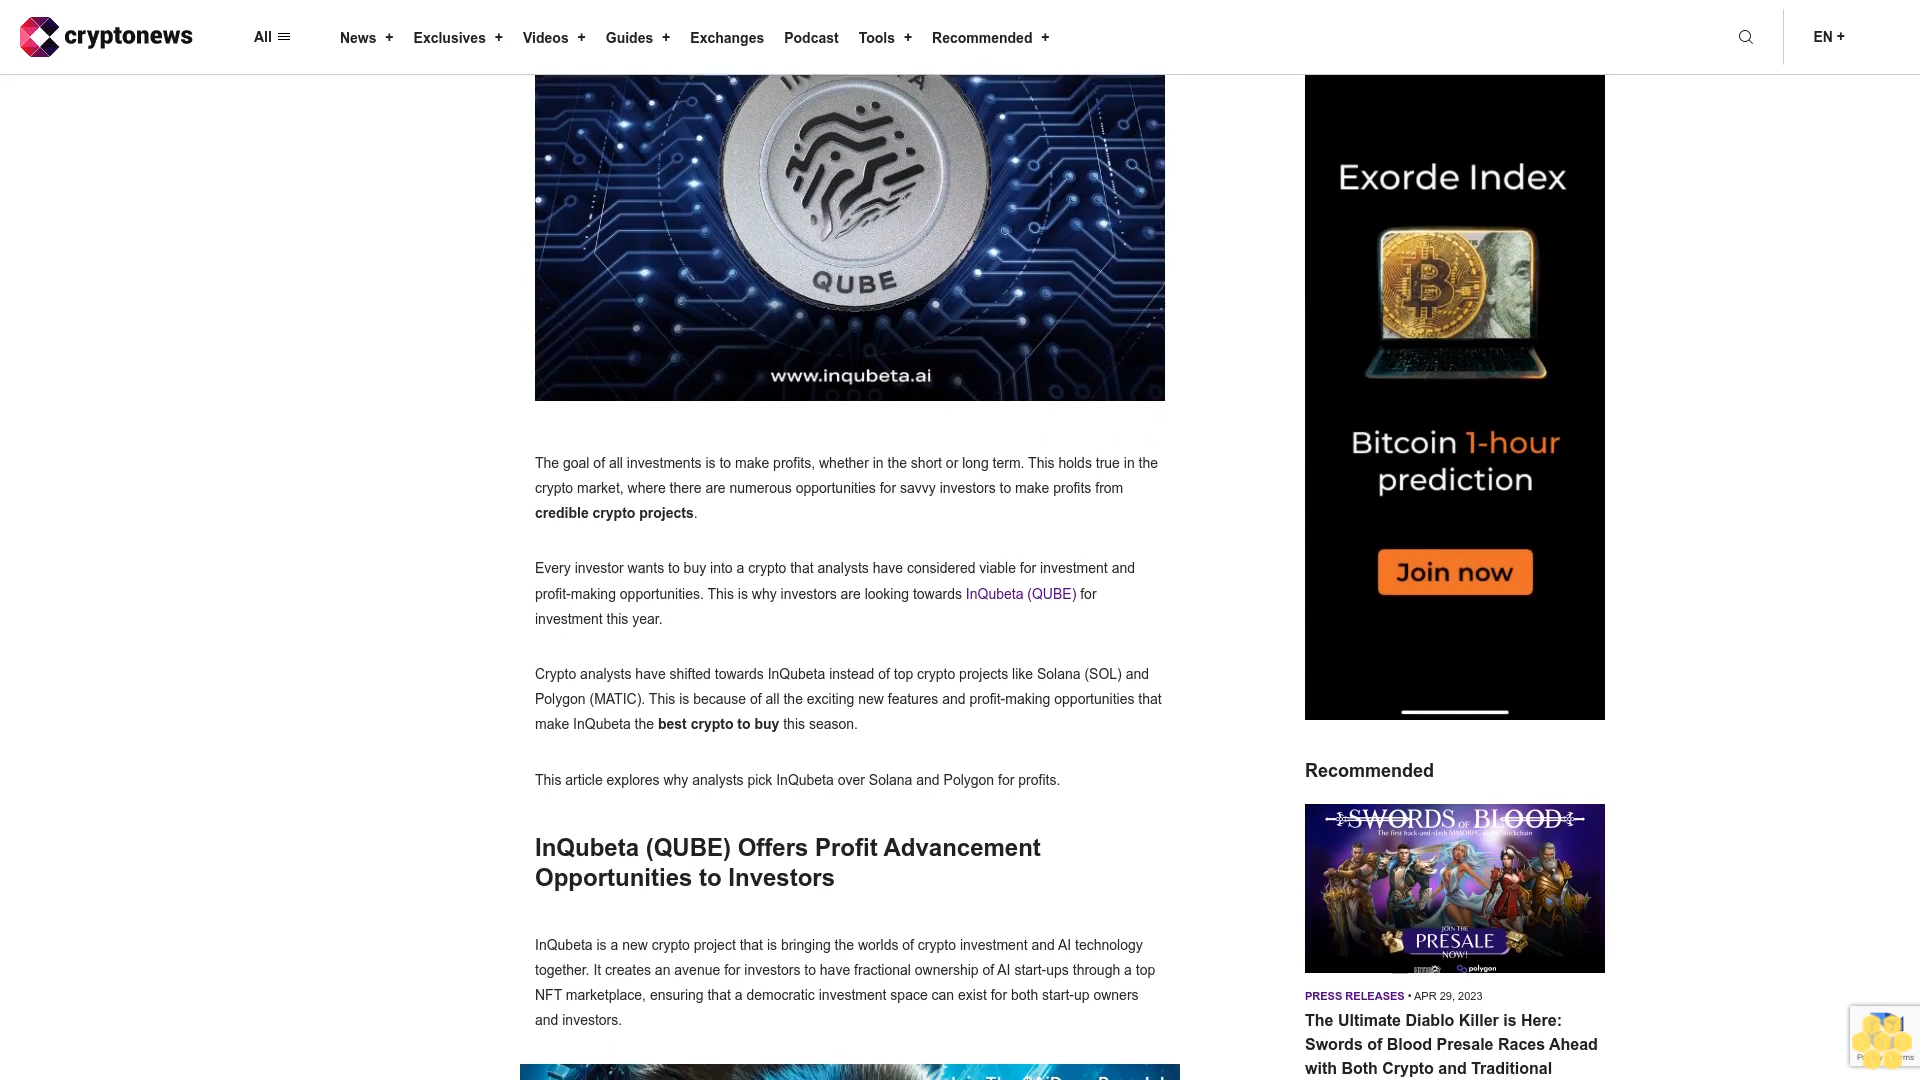 cryptonews
All
News +
Exclusives +
Videos +
Guides +
Exchanges
Podcast
Tools +
Recommended +
EN +
QUBE
www.inqubeta.ai
The goal of all investments is to make profits, whether in the short or long term. This holds true in the
crypto market, where there are numerous opportunities for savvy investors to make profits from
credible crypto projects.
Every investor wants to buy into a crypto that analysts have considered viable for investment and
profit-making opportunities. This is why investors are looking towards InQubeta (QUBE) for
investment this year.
Crypto analysts have shifted towards InQubeta instead of top crypto projects like Solana (SOL) and
Polygon (MATIC). This is because of all the exciting new features and profit-making opportunities that
make InQubeta the best crypto to buy this season.
This article explores why analysts pick InQubeta over Solana and Polygon for profits.
InQubeta (QUBE) Offers Profit Advancement
Opportunities to Investors
InQubeta is a new crypto project that is bringing the worlds of crypto investment and AI technology
together. It creates an avenue for investors to have fractional ownership of AI start-ups through a top
NFT marketplace, ensuring that a democratic investment space can exist for both start-up owners
and investors.
Exorde Index
Bitcoin 1-hour
prediction
Join now
Recommended
SWORDS OF BLOOD
The first hack-and-slash MMORPG in the blockchain
JOIN THE
PRESALE
NOW!
polygon
PRESS RELEASES • APR 29, 2023
The Ultimate Diablo Killer is Here:
Swords of Blood Presale Races Ahead
with Both Crypto and Traditional